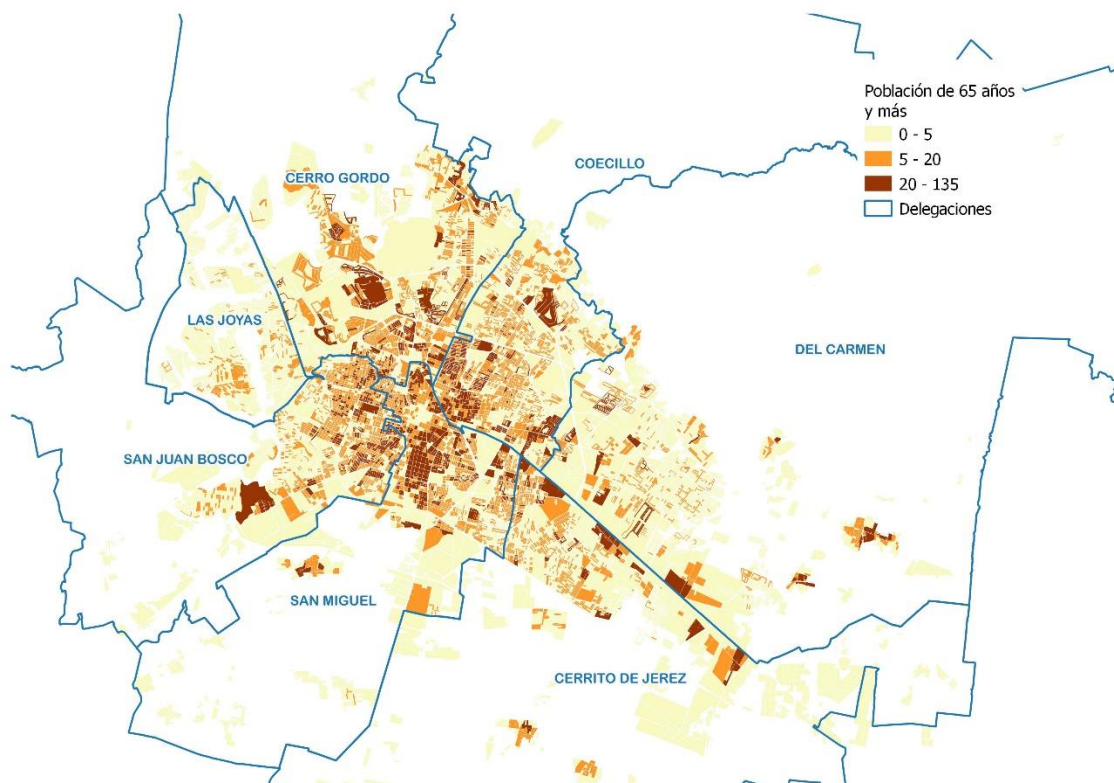 Población de 65 años
y más
0 - 5
5 - 20
20 - 135
Delegaciones
COECILLO
CERRO GORDO
LAS JOYAS
DEL CARMEN
SAN JUAN BOSCO
SAN MIGUEL
CERRITO DE JEREZ